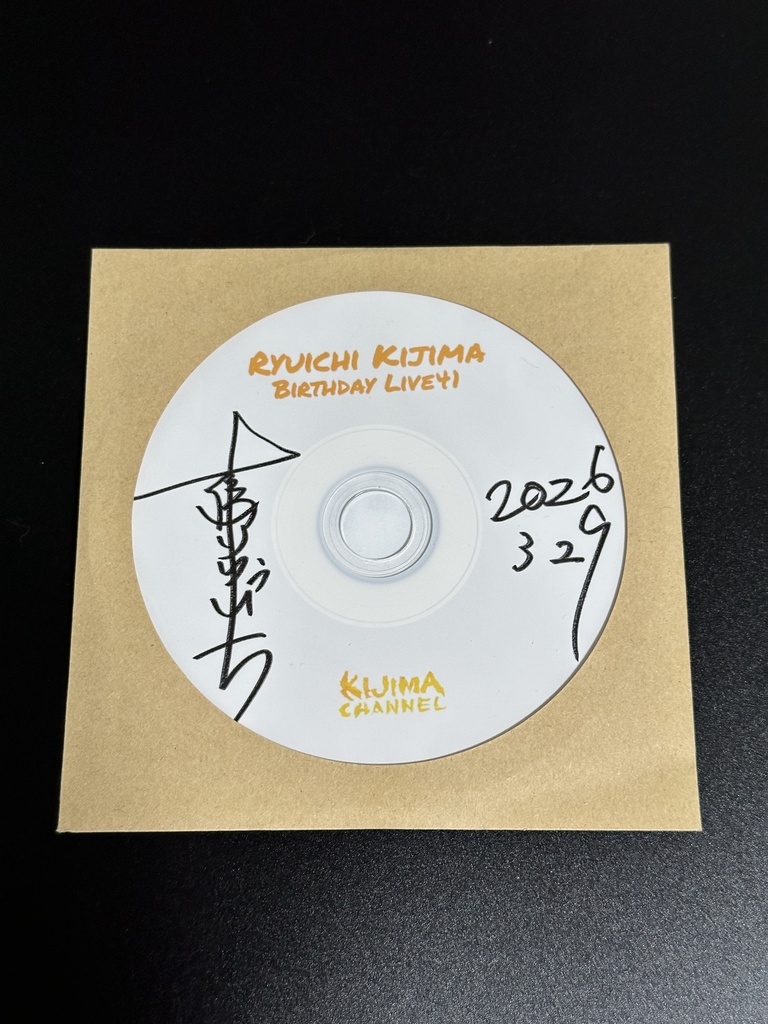 RYUICHI KIJIMA
BIRTHDAY LIVE41
2026
3 29
KIJIMA
CHANNEL